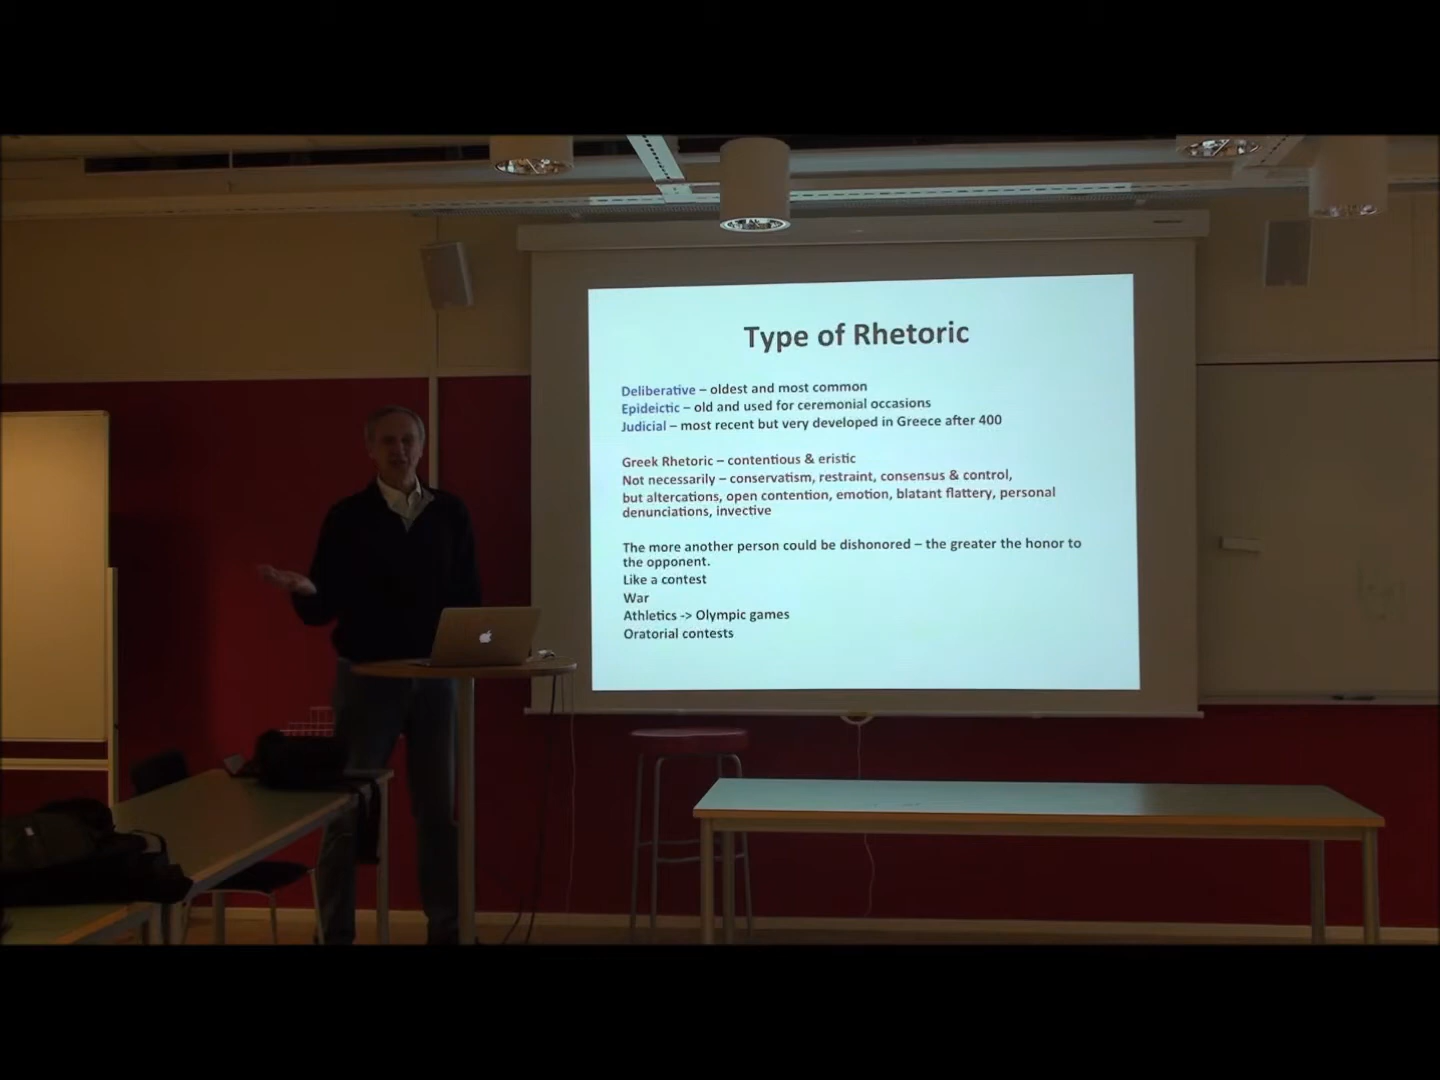 Type of Rhetoric
Deliberative – oldest and most common
Epideictic – old and used for ceremonial occasions
Judicial – most recent but very developed in Greece after 400
Greek Rhetoric – contentious & eristic
Not necessarily – conservatism, restraint, consensus & control,
but altercations, open contention, emotion, blatant flattery, personal
denunciations, invective
The more another person could be dishonored – the greater the honor to
the opponent.
Like a contest
War
Athletics -> Olympic games
Oratorial contests